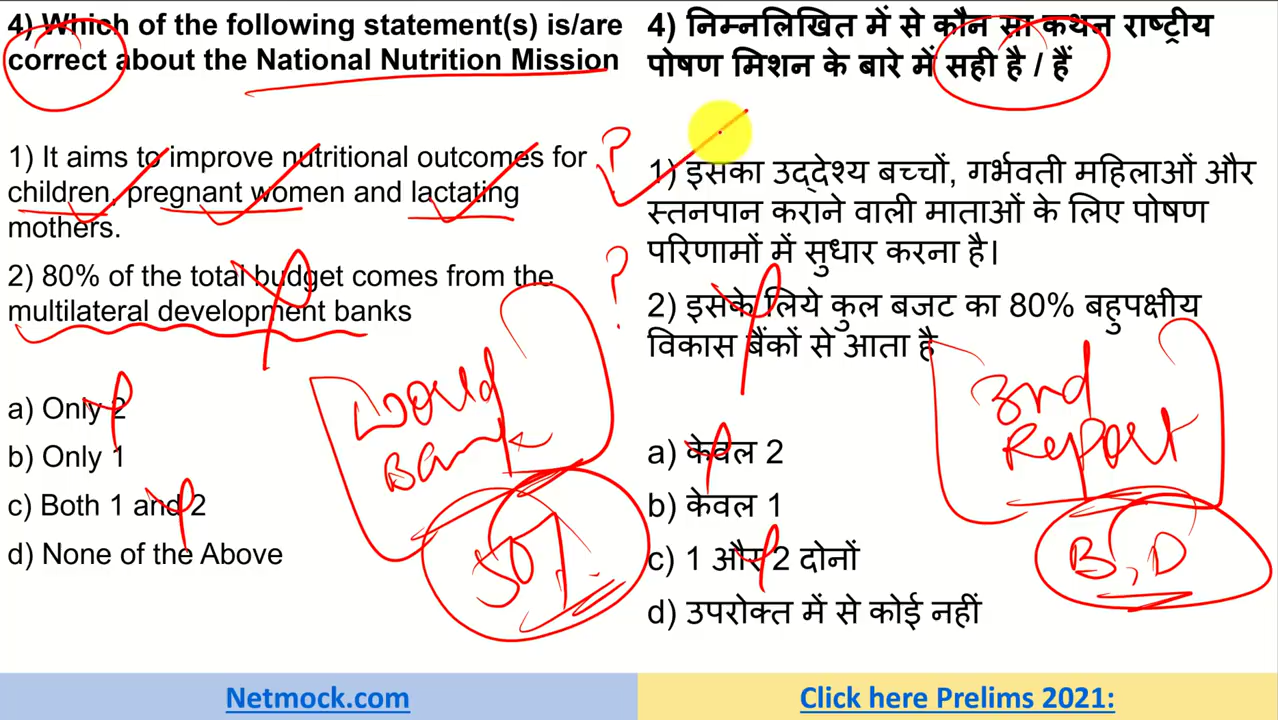 4) Which of the following statement(s) is/are
correct about the National Nutrition Mission
1) It aims to improve nutritional outcomes for
children, pregnant women and lactating
mothers.
2) 80% of the total budget comes from the
multilateral development banks
a) Only 2
b) Only 1
c) Both 1 and 2
d) None of the Above
?
?
World
Bank
50%
4) निम्नलिखित में से कौन सा कथन राष्ट्रीय
पोषण मिशन के बारे में सही है / हैं
1) इसका उद्देश्य बच्चों, गर्भवती महिलाओं और
स्तनपान कराने वाली माताओं के लिए पोषण
परिणामों में सुधार करना है।
2) इसके लिये कुल बजट का 80% बहुपक्षीय
विकास बैंकों से आता है
a) केवल 2
b) केवल 1
c) 1 और 2 दोनों
d) उपरोक्त में से कोई नहीं
3rd
Report
B, D
Netmock.com
Click here Prelims 2021: